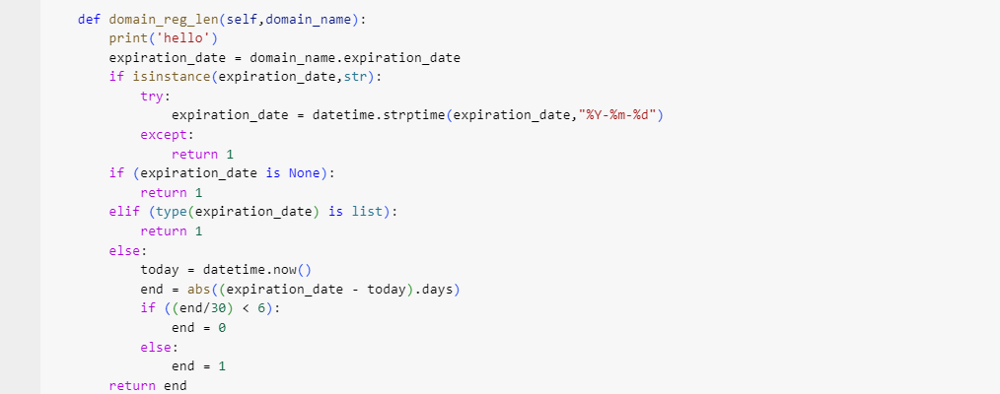 def domain_reg_len(self,domain_name):
    print('hello')
    expiration_date = domain_name.expiration_date
    if isinstance(expiration_date,str):
        try:
            expiration_date = datetime.strptime(expiration_date,"%Y-%m-%d")
        except:
            return 1
    if (expiration_date is None):
        return 1
    elif (type(expiration_date) is list):
        return 1
    else:
        today = datetime.now()
        end = abs((expiration_date - today).days)
        if ((end/30) < 6):
            end = 0
        else:
            end = 1
    return end